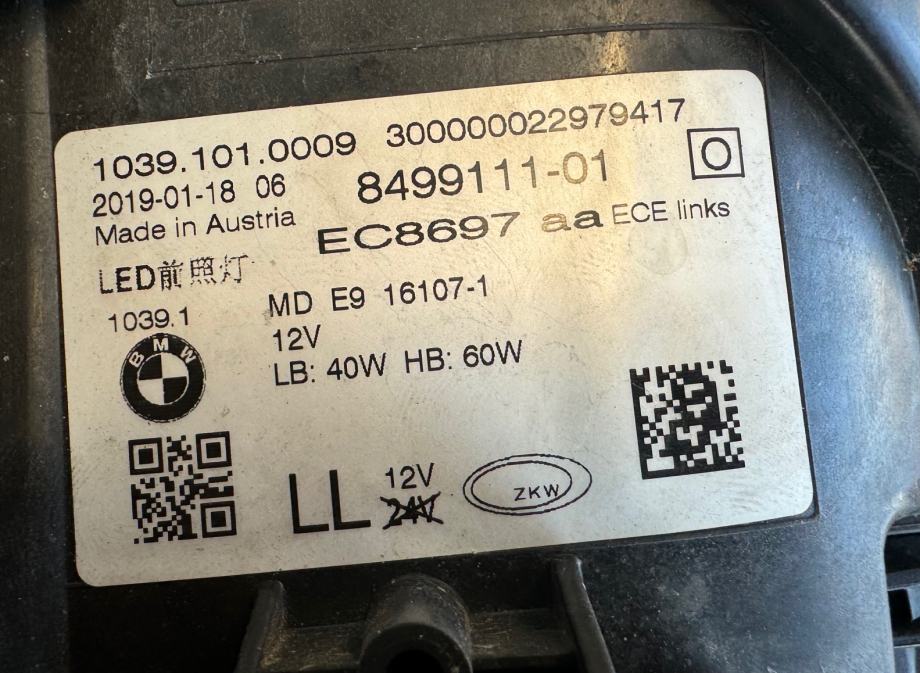 1039.101.0009 300000022979417
2019-01-18 06 8499111-01 O
Made in Austria EC8697 aa ECE links
LED前照灯
1039.1 MD E9 16107-1
BMW 12V
LB: 40W HB: 60W
LL 12V ZKW
24V